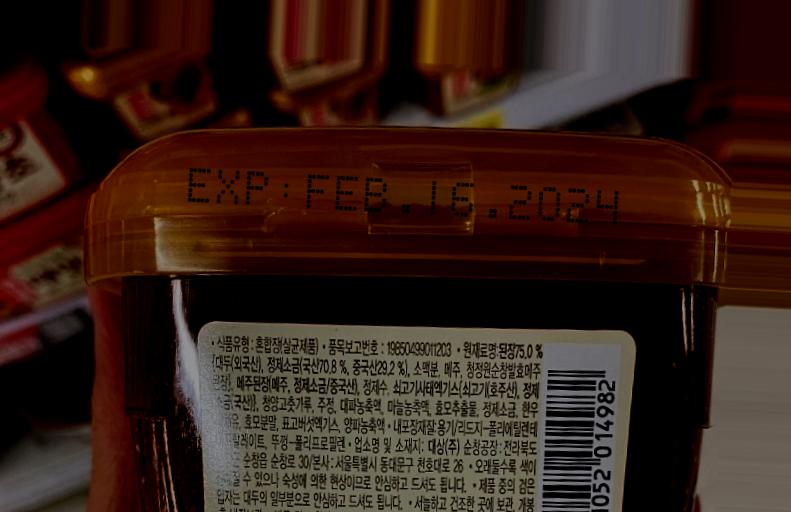 EXP: FEB.16.2024
• 식품유형: 혼합장(살균제품) • 품목보고번호: 19850499011203 • 원재료명: 된장75.0 %
{대두(외국산), 정제소금(국산70.8 %, 중국산29.2 %), 소맥분, 메주, 청정원순창발효메주
된장}, 메주된장{메주, 정제소금/중국산}, 정제수, 쇠고기사태엑기스{쇠고기(호주산), 정제
소금(국산)}, 청양고춧가루, 주정, 대파농축액, 마늘농축액, 효모추출물, 정제소금, 한우
효모분말, 표고버섯엑기스, 양파농축액 • 내포장재질:용기/리드지-폴리에틸렌테
뚜껑-폴리프로필렌 • 업소명 및 소재지: 대상(주) 순창공장: 전라북도
순창읍 순창로 30/본사: 서울특별시 동대문구 천호대로 26 • 오래둘수록 색이
있으나 숙성에 의한 현상이므로 안심하고 드셔도 됩니다. • 제품 중의 검은
입자는 대두의 일부분으로 안심하고 드셔도 됩니다. • 서늘하고 건조한 곳에 보관, 개봉
1052 014982